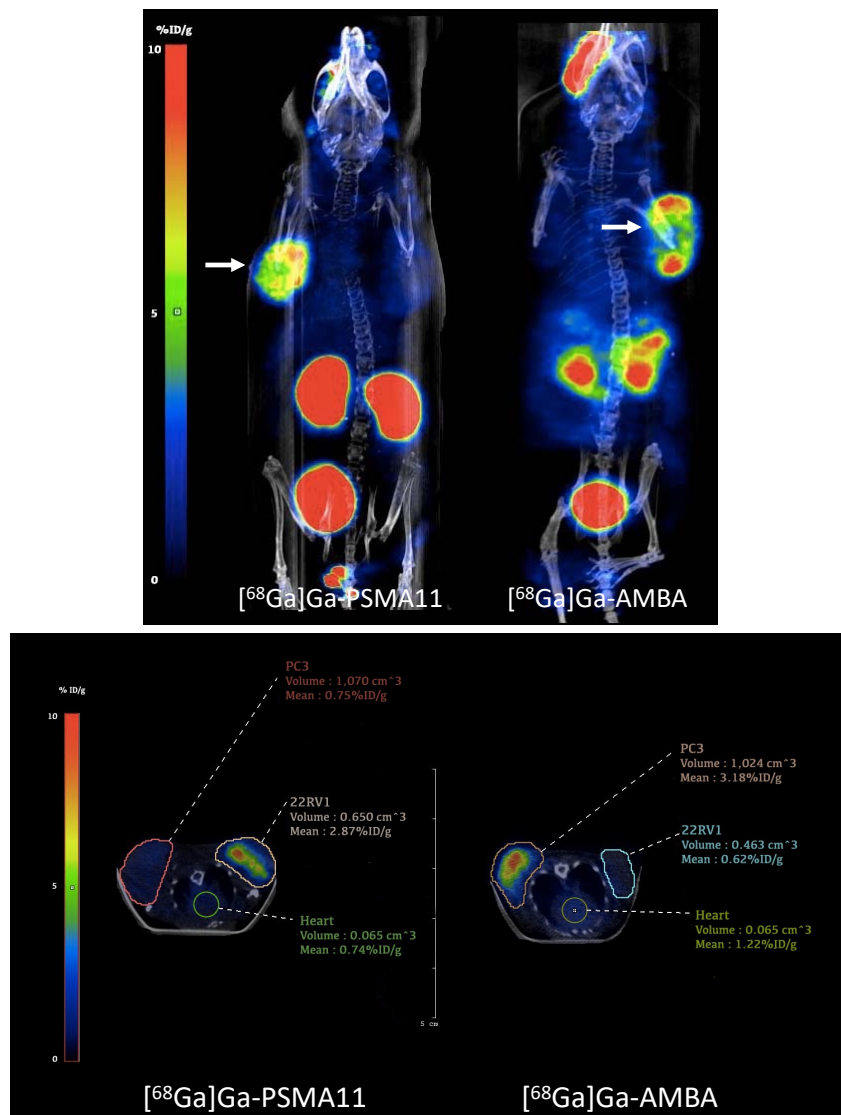 %ID/g
10
5
0
[⁶⁸Ga]Ga-PSMA11
[⁶⁸Ga]Ga-AMBA
% ID/g
10
5
0
PC3
Volume : 1,070 cm^3
Mean : 0.75%ID/g
22RV1
Volume : 0.650 cm^3
Mean : 2.87%ID/g
Heart
Volume : 0.065 cm^3
Mean : 0.74%ID/g
5 cm
PC3
Volume : 1,024 cm^3
Mean : 3.18%ID/g
22RV1
Volume : 0.463 cm^3
Mean : 0.62%ID/g
Heart
Volume : 0.065 cm^3
Mean : 1.22%ID/g
[⁶⁸Ga]Ga-PSMA11
[⁶⁸Ga]Ga-AMBA